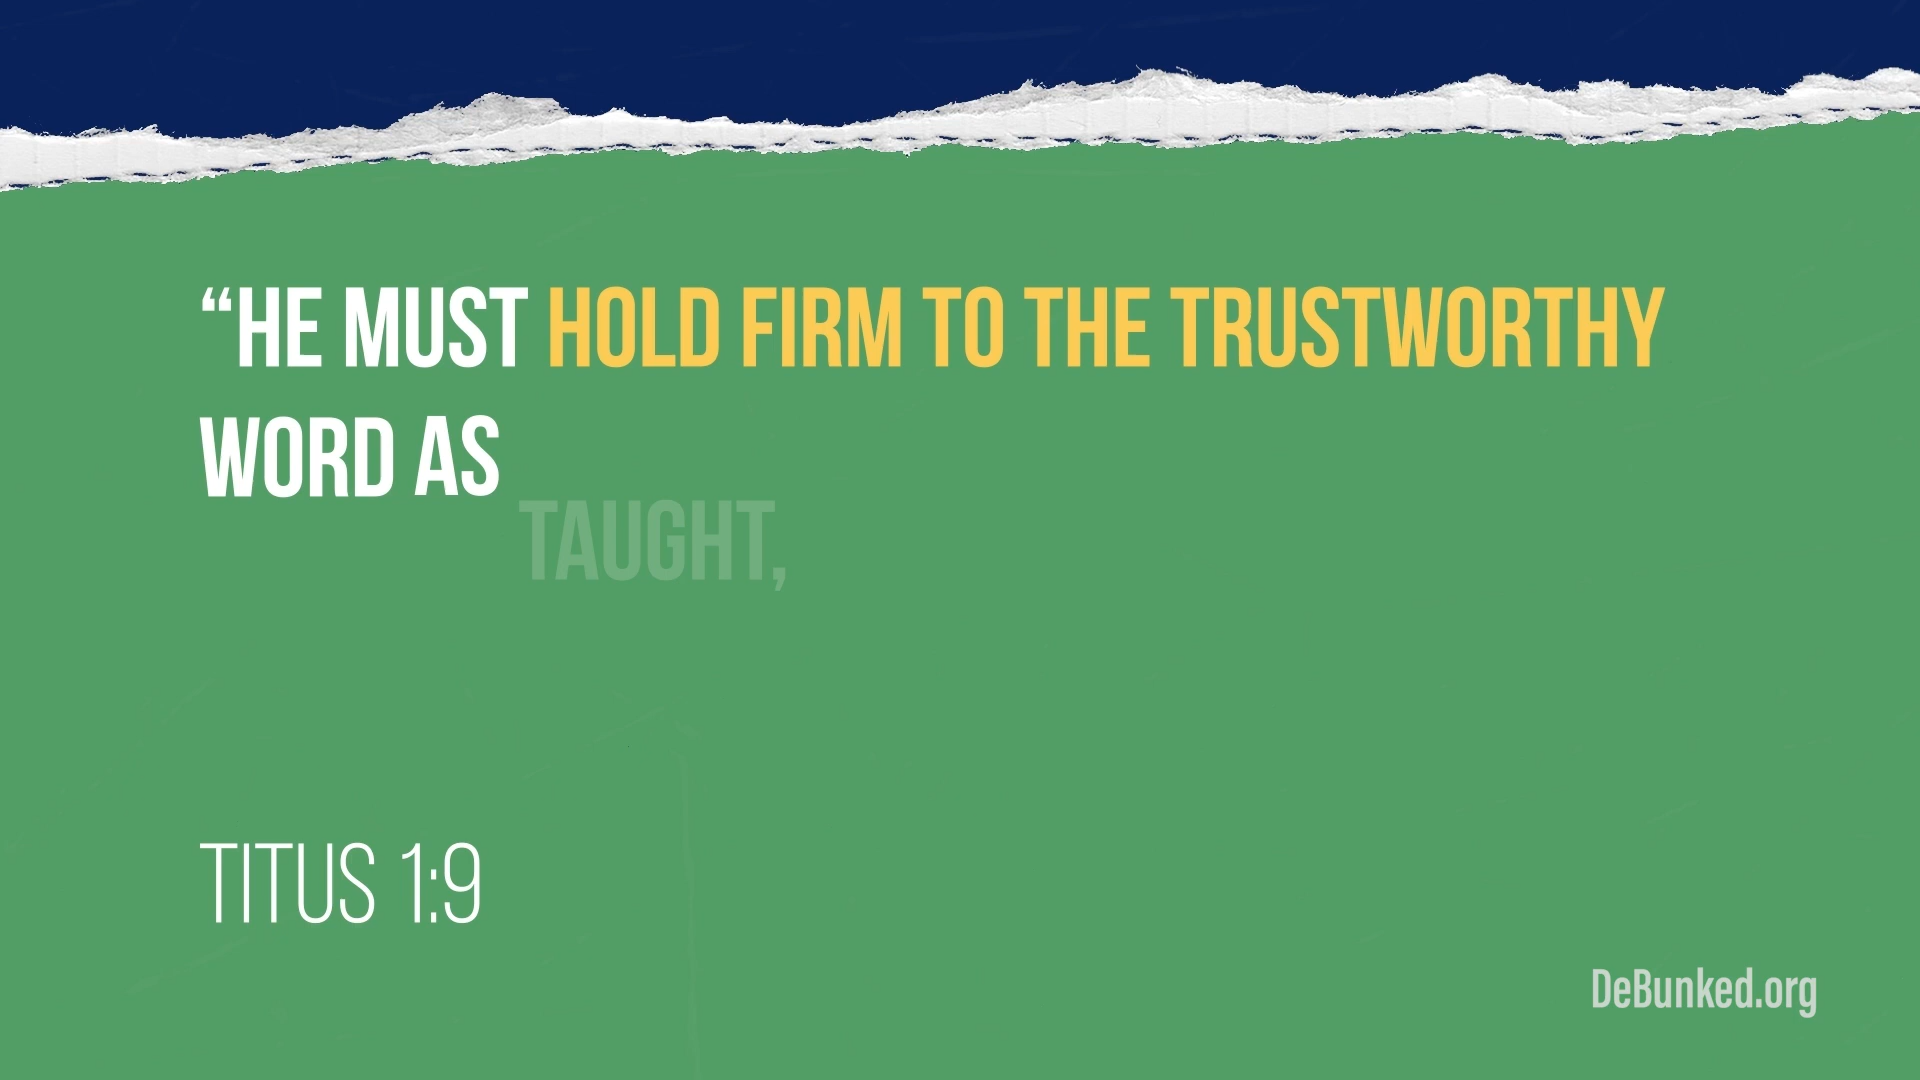 “HE MUST HOLD FIRM TO THE TRUSTWORTHY
WORD AS
TAUGHT,
TITUS 1:9
DeBunked.org